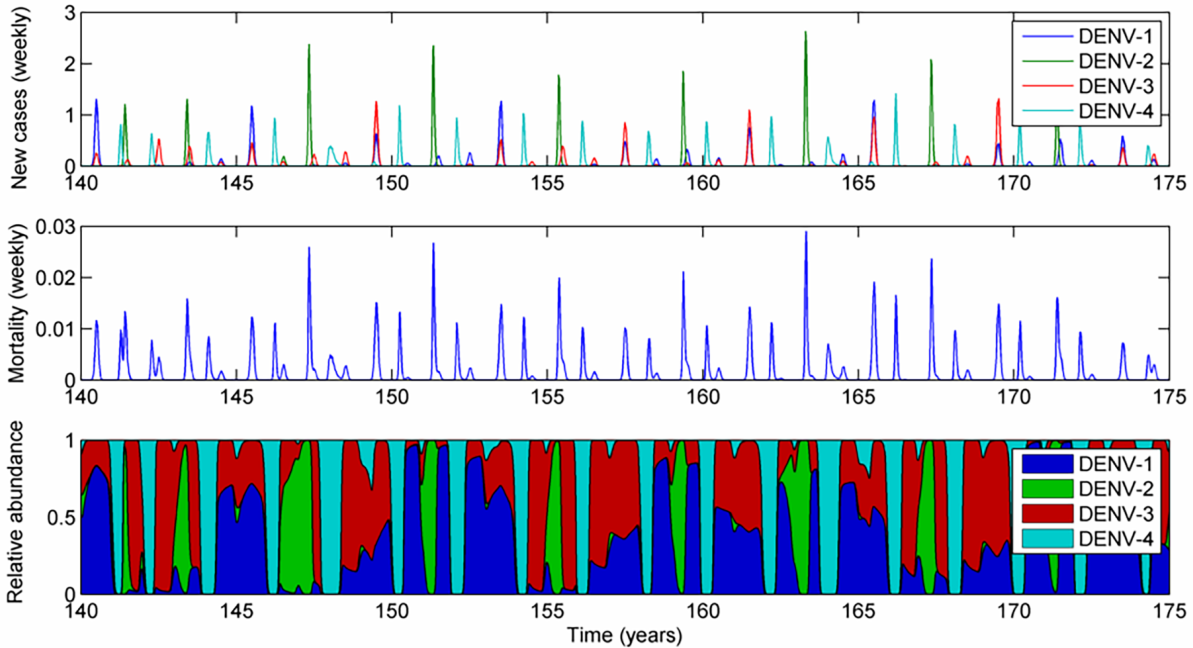 New cases (weekly)
3
2
1
0
140 145 150 155 160 165 170 175
DENV-1
DENV-2
DENV-3
DENV-4
Mortality (weekly)
0.03
0.02
0.01
0
140 145 150 155 160 165 170 175
Relative abundance
1
0.5
0
140 145 150 155 160 165 170 175
DENV-1
DENV-2
DENV-3
DENV-4
Time (years)